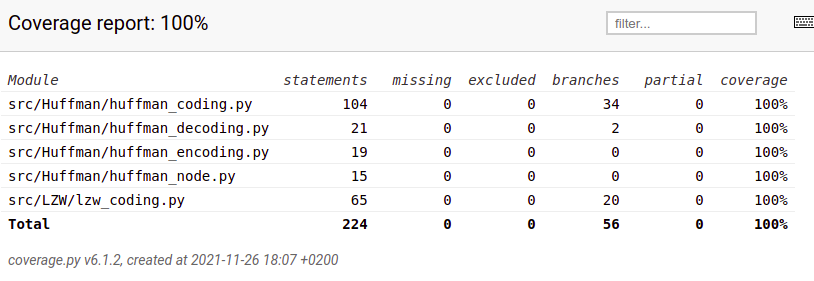 Coverage report: 100%
filter...
Module statements missing excluded branches partial coverage
src/Huffman/huffman_coding.py 104 0 0 34 0 100%
src/Huffman/huffman_decoding.py 21 0 0 2 0 100%
src/Huffman/huffman_encoding.py 19 0 0 0 0 100%
src/Huffman/huffman_node.py 15 0 0 0 0 100%
src/LZW/lzw_coding.py 65 0 0 20 0 100%
Total 224 0 0 56 0 100%
coverage.py v6.1.2, created at 2021-11-26 18:07 +0200